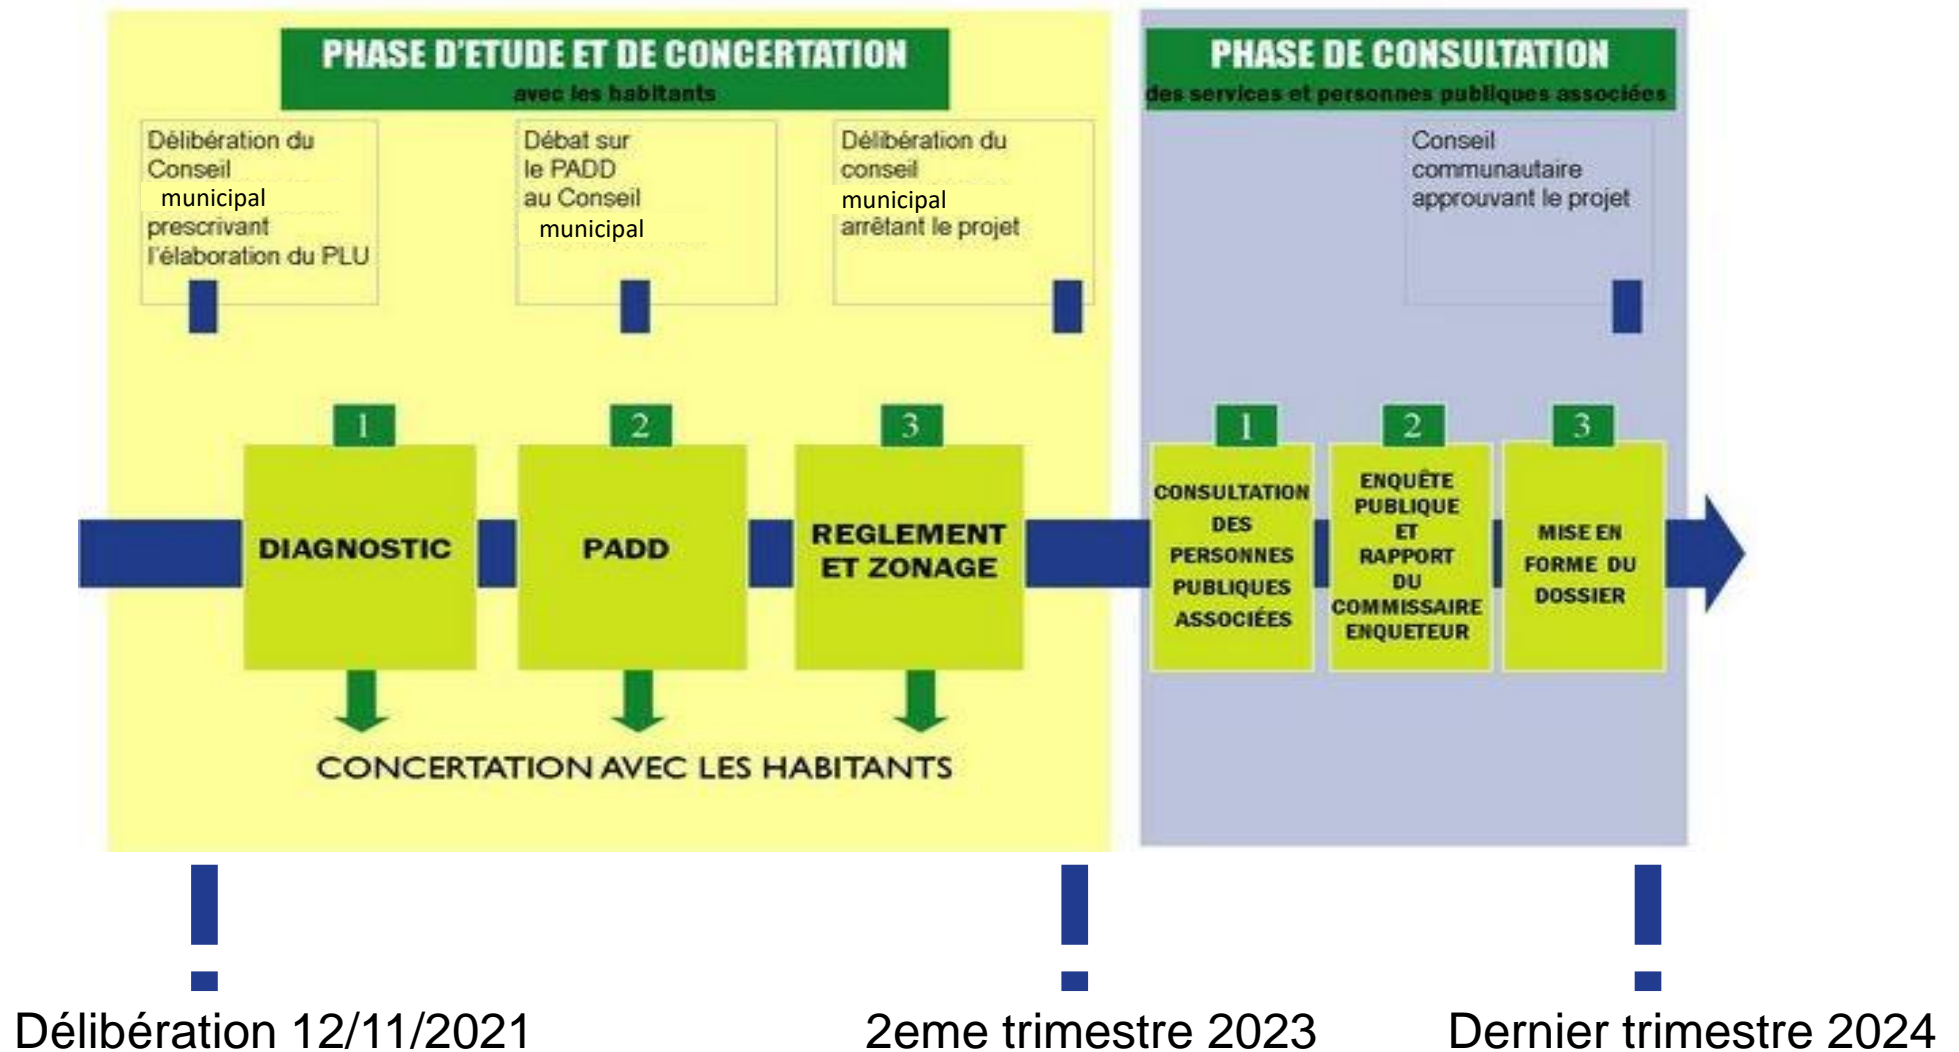 PHASE D'ETUDE ET DE CONCERTATION
avec les habitants
Délibération du
Conseil
municipal
prescrivant
l'élaboration du PLU
Débat sur
le PADD
au Conseil
municipal
Délibération du
conseil
municipal
arrêtant le projet
1
DIAGNOSTIC
2
PADD
3
REGLEMENT
ET ZONAGE
CONCERTATION AVEC LES HABITANTS
PHASE DE CONSULTATION
des services et personnes publiques associées
Conseil
communautaire
approuvant le projet
1
CONSULTATION
DES
PERSONNES
PUBLIQUES
ASSOCIÉES
2
ENQUÊTE
PUBLIQUE
ET
RAPPORT
DU
COMMISSAIRE
ENQUETEUR
3
MISE EN
FORME DU
DOSSIER
Délibération 12/11/2021
2eme trimestre 2023
Dernier trimestre 2024